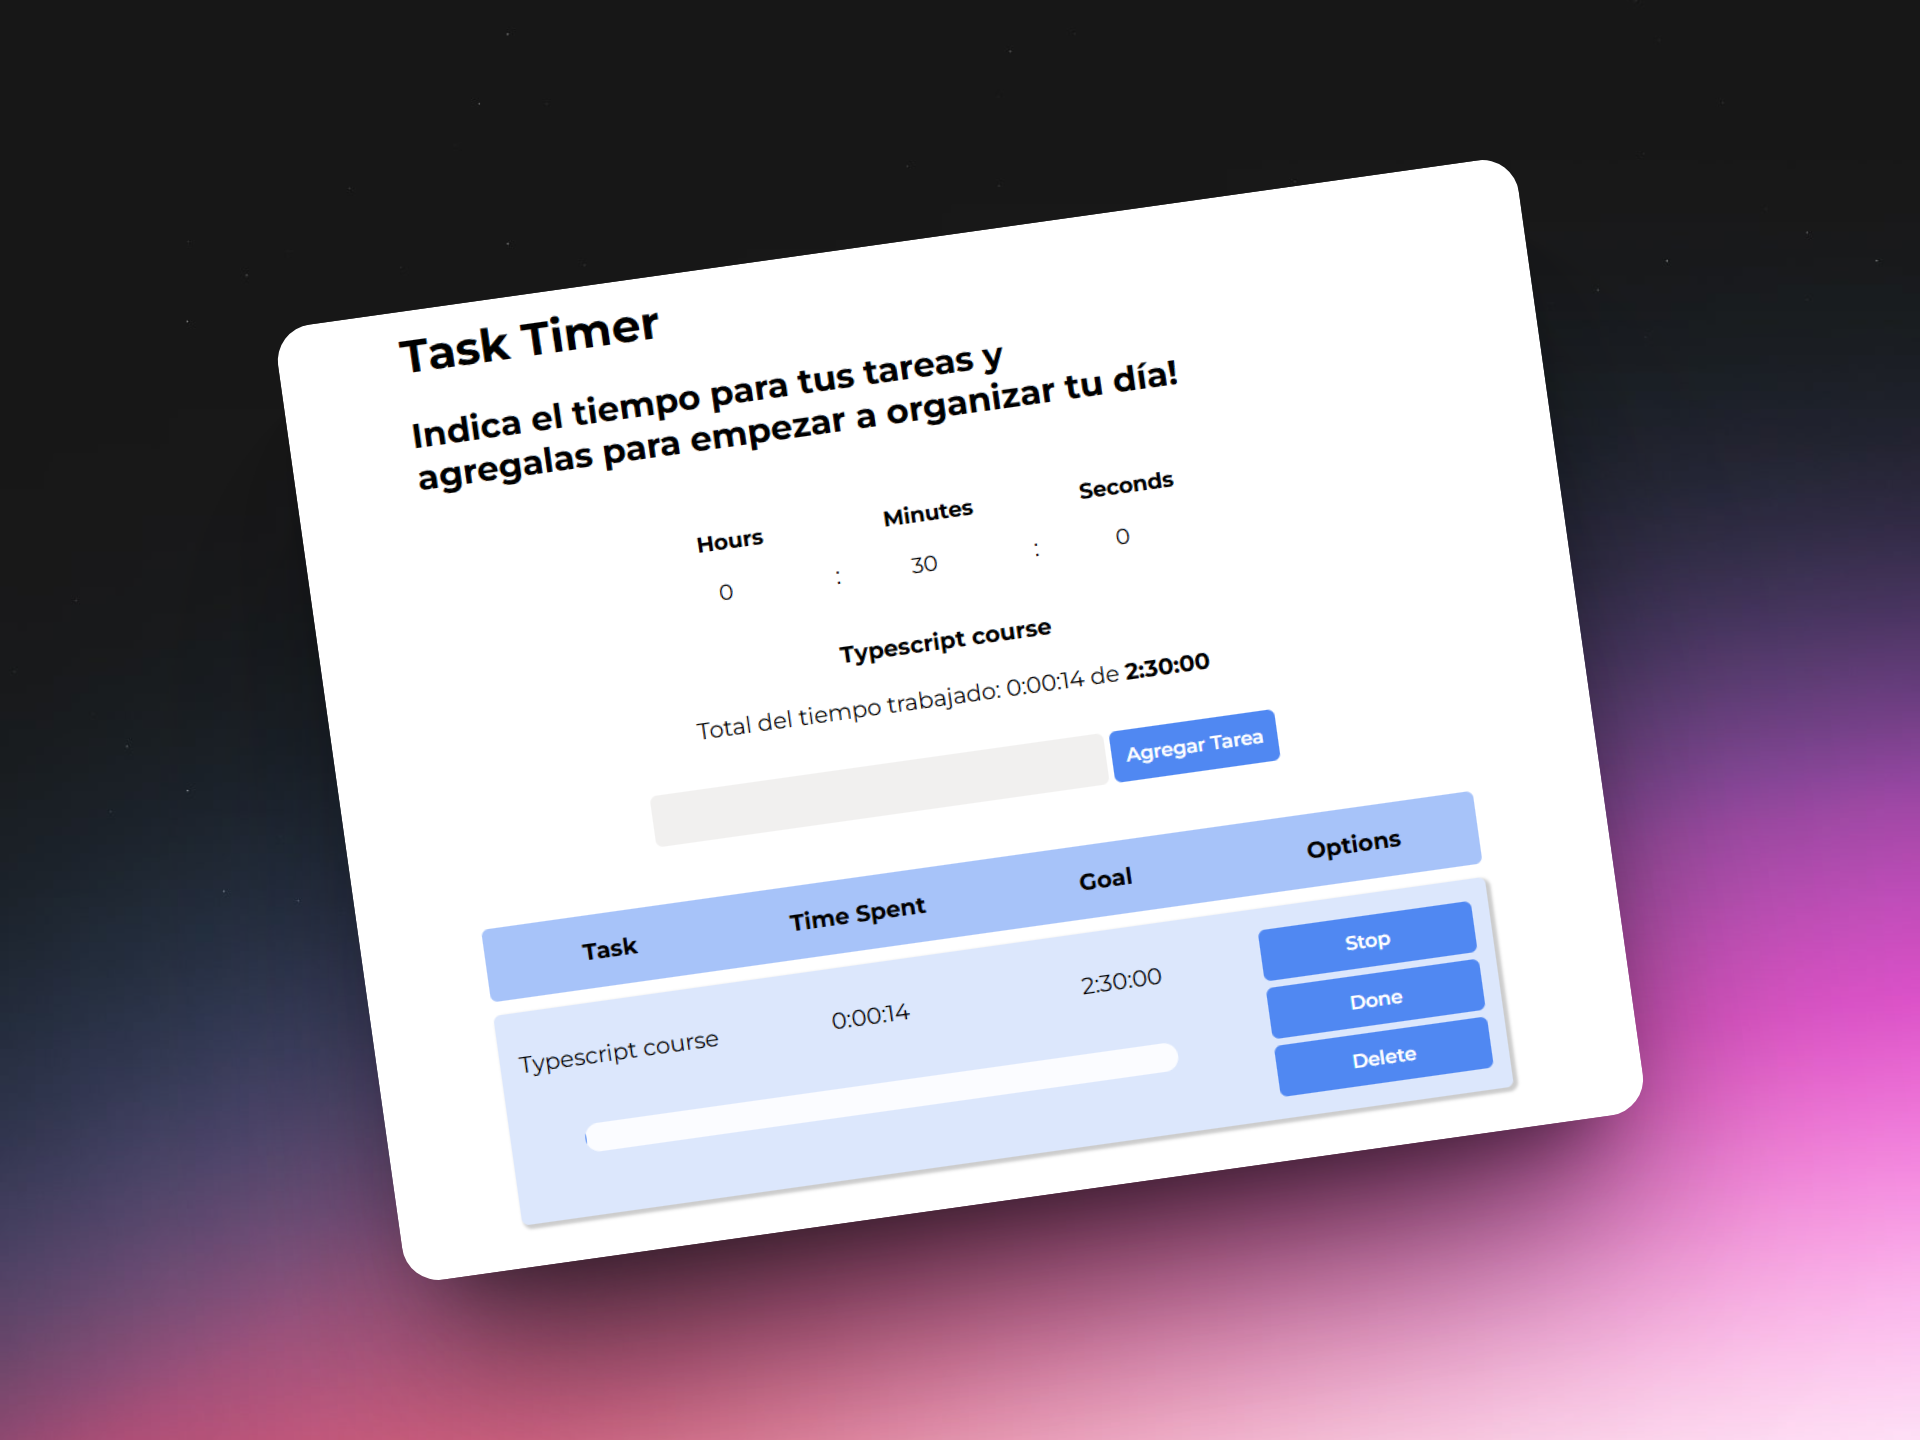 Task Timer
Indica el tiempo para tus tareas y
agregalas para empezar a organizar tu día!
Hours Minutes Seconds
0 : 30 : 0
Typescript course
Total del tiempo trabajado: 0:00:14 de 2:30:00
Agregar Tarea
Task Time Spent Goal Options
Typescript course 0:00:14 2:30:00
Stop
Done
Delete